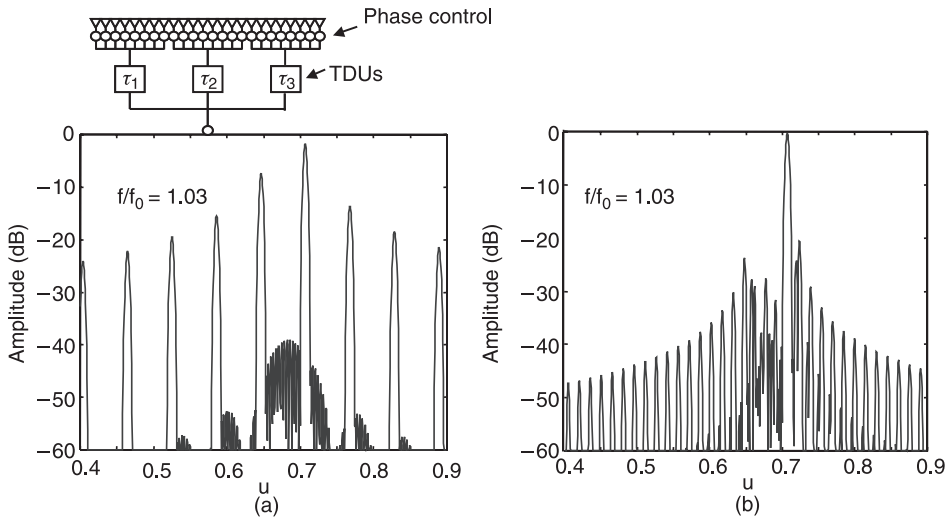 Phase control
τ1 τ2 τ3
TDUs
0
−10
−20
−30
−40
−50
−60
Amplitude (dB)
f/f0 = 1.03
0.4 0.5 0.6 0.7 0.8 0.9
u
(a)
0
−10
−20
−30
−40
−50
−60
Amplitude (dB)
f/f0 = 1.03
0.4 0.5 0.6 0.7 0.8 0.9
u
(b)